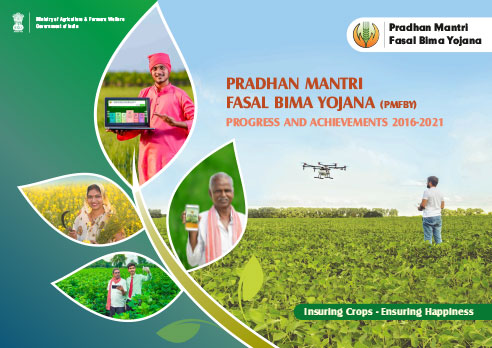 Ministry of Agriculture & Farmers Welfare
Government of India
Pradhan Mantri
Fasal Bima Yojana
PRADHAN MANTRI
FASAL BIMA YOJANA (PMFBY)
PROGRESS AND ACHIEVEMENTS 2016-2021
Insuring Crops - Ensuring Happiness